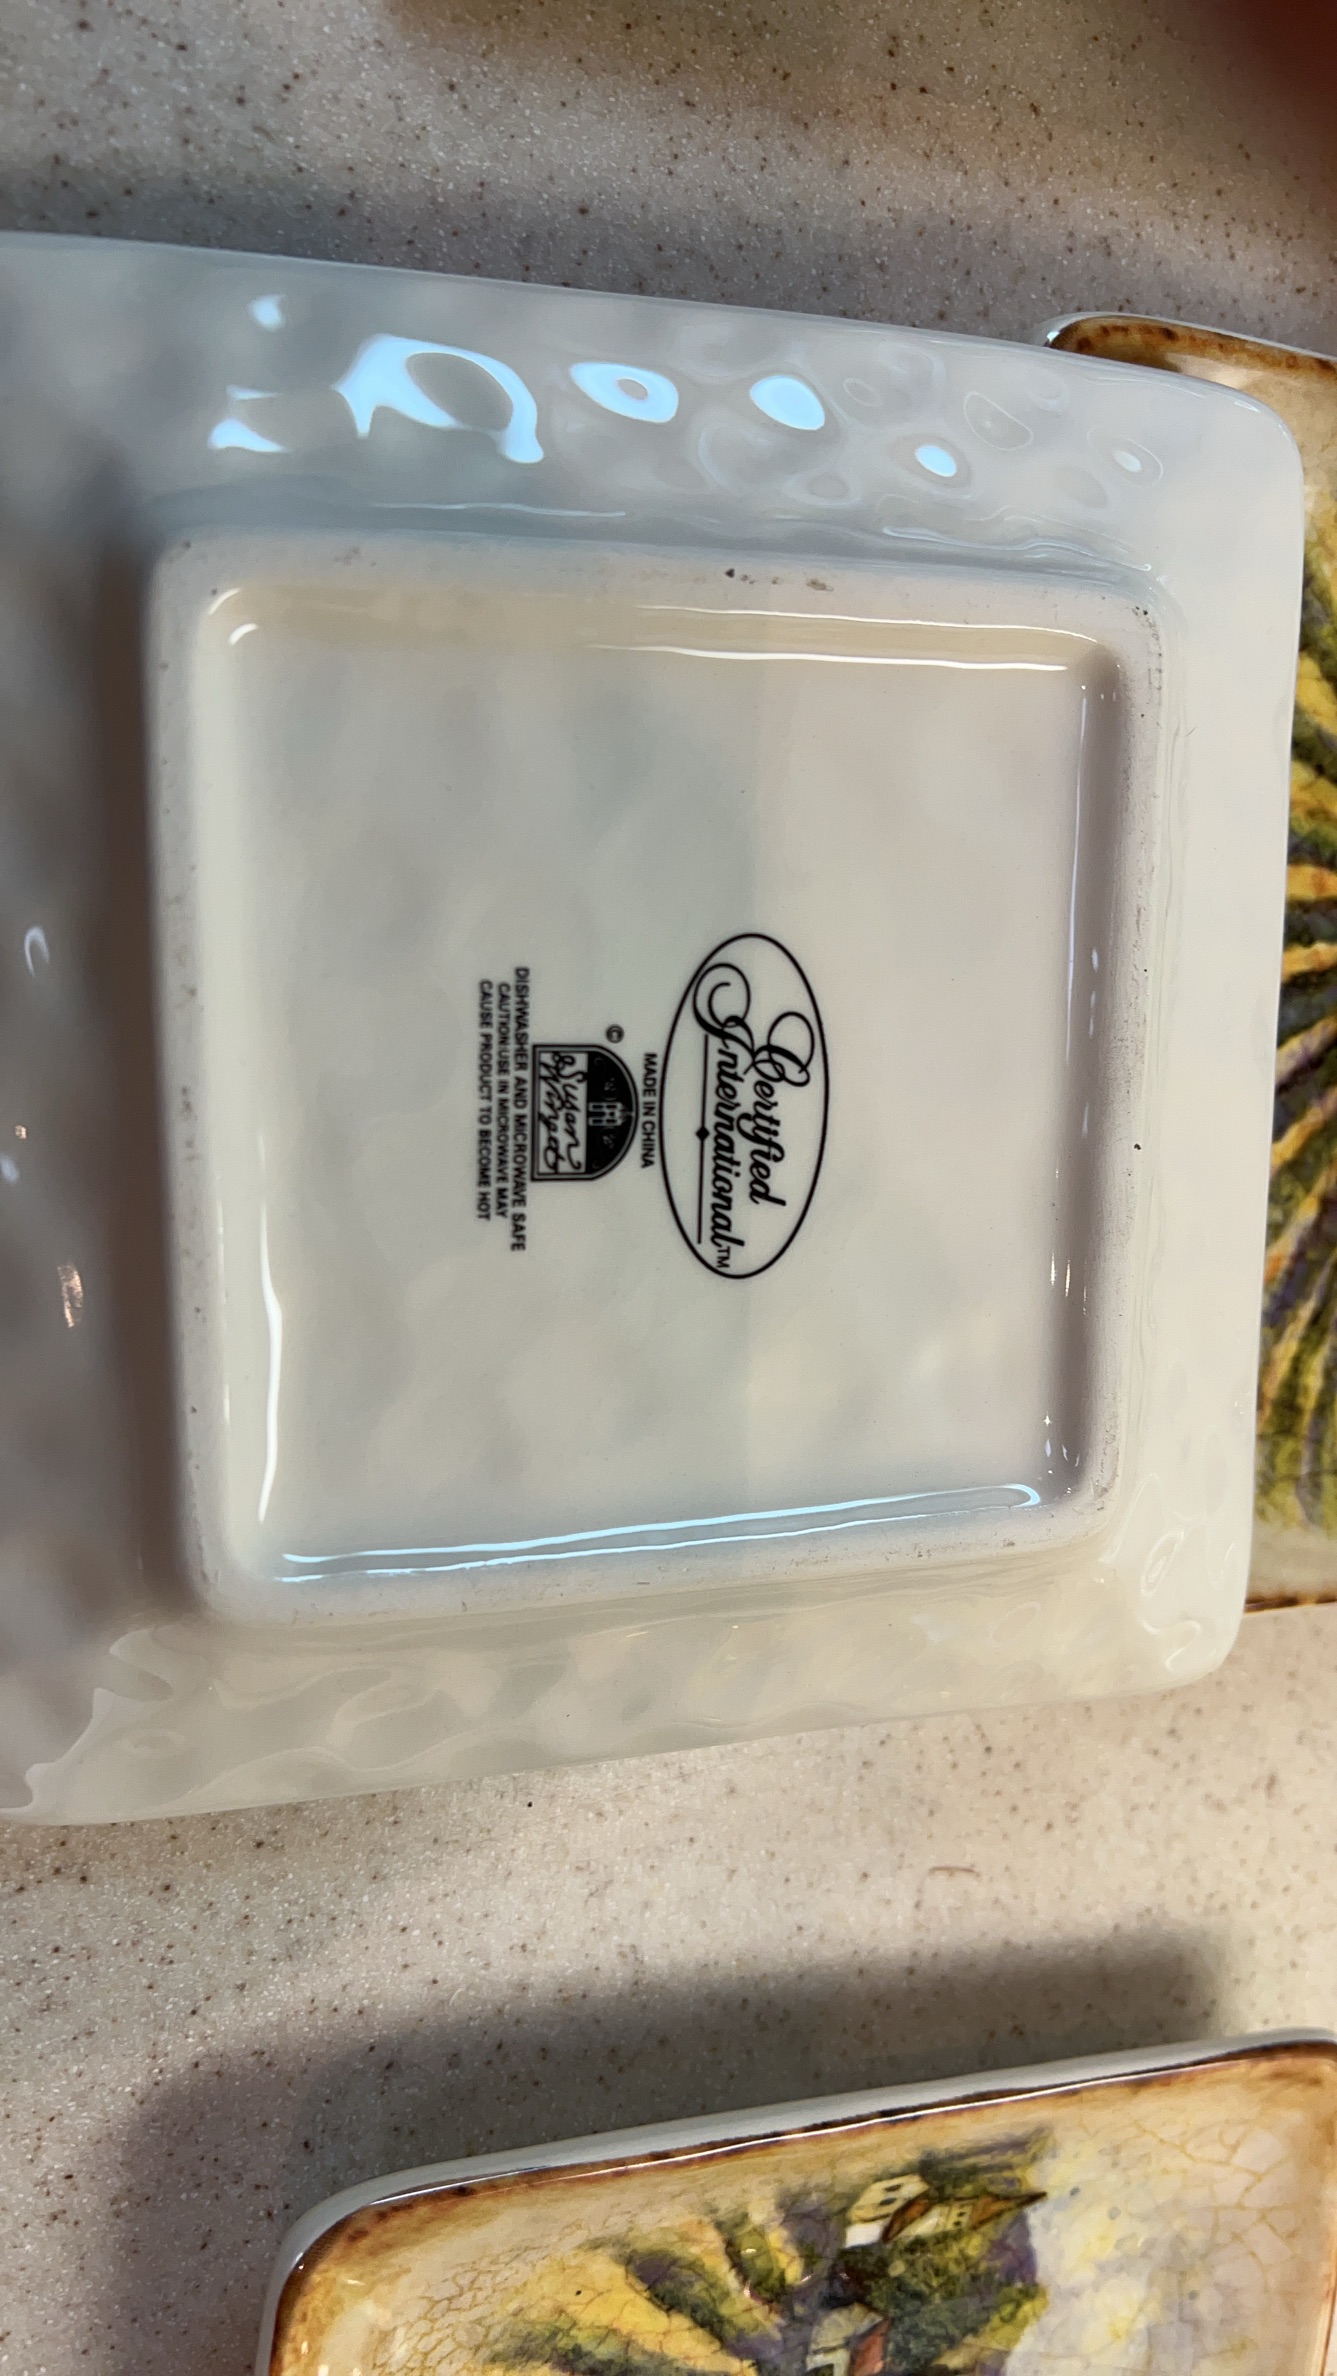 Certified
International™
MADE IN CHINA
©
Susan
Winget
DISHWASHER AND MICROWAVE SAFE
CAUTION:USE IN MICROWAVE MAY
CAUSE PRODUCT TO BECOME HOT